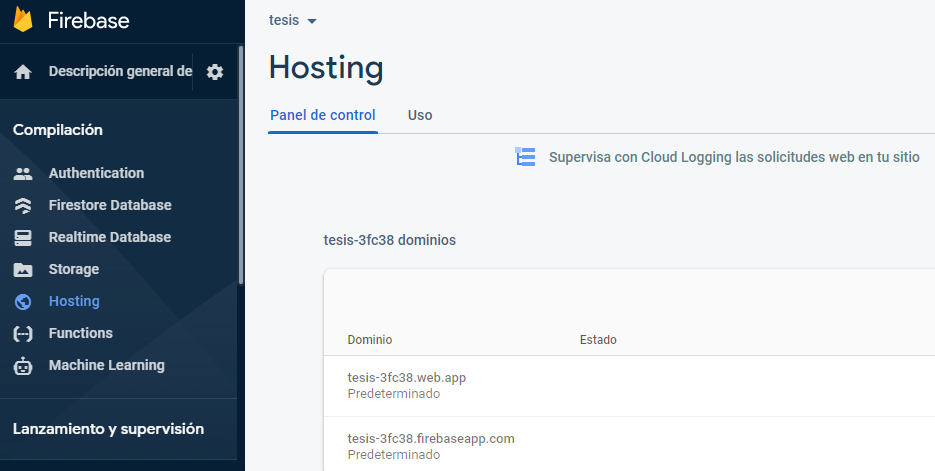 Firebase
Descripción general de
Compilación
Authentication
Firestore Database
Realtime Database
Storage
Hosting
Functions
Machine Learning
Lanzamiento y supervisión
tesis
Hosting
Panel de control Uso
Supervisa con Cloud Logging las solicitudes web en tu sitio
tesis-3fc38 dominios
Dominio Estado
tesis-3fc38.web.app
Predeterminado
tesis-3fc38.firebaseapp.com
Predeterminado